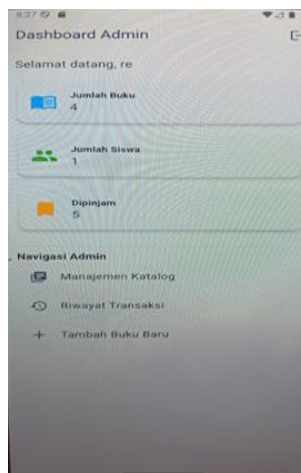 8:27
Dashboard Admin
Selamat datang, re
Jumlah Buku
4
Jumlah Siswa
1
Dipinjam
5
Navigasi Admin
Manajemen Katalog
Riwayat Transaksi
Tambah Buku Baru